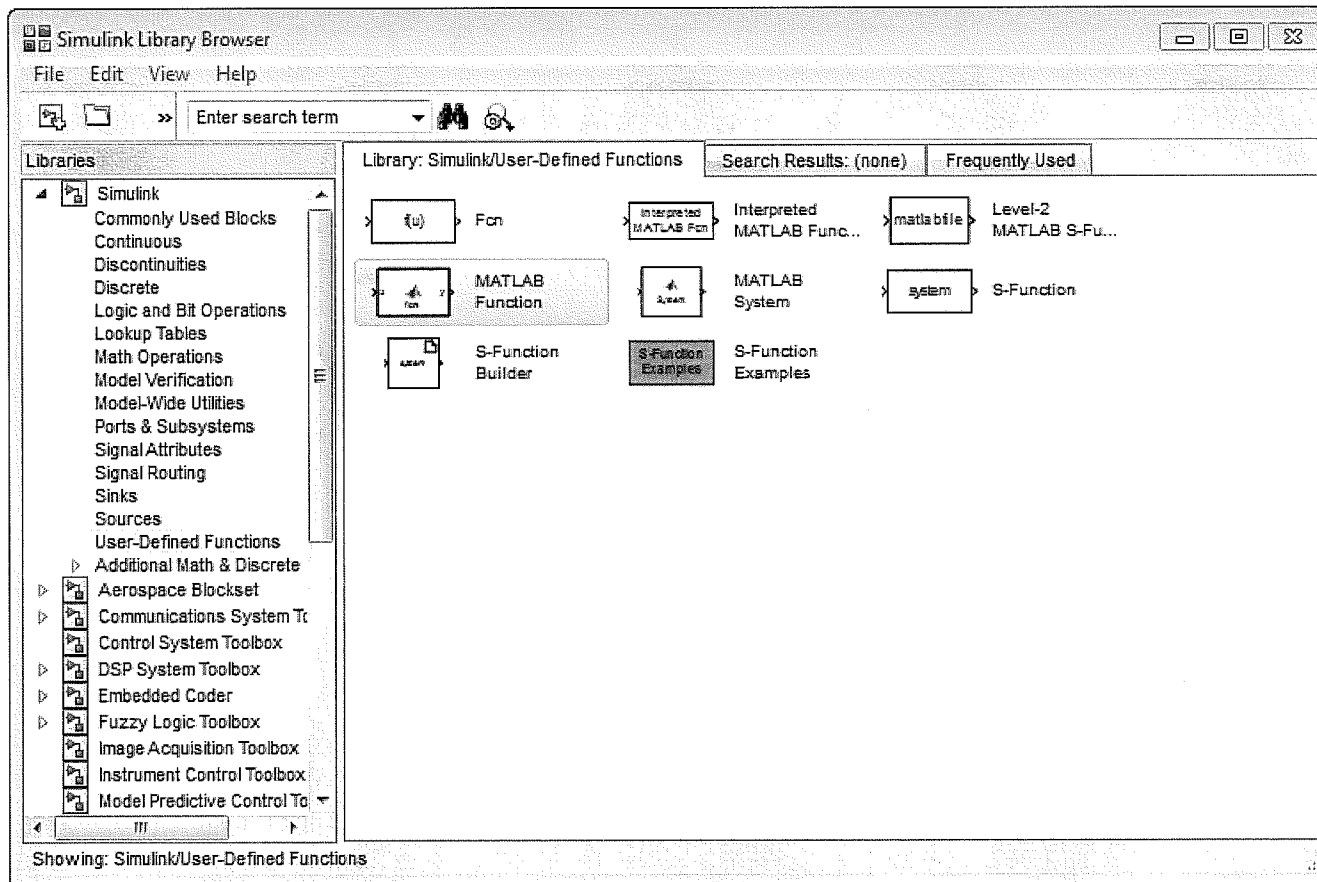 Simulink Library Browser
File Edit View Help
» Enter search term
Libraries
Library: Simulink/User-Defined Functions
Search Results: (none)
Frequently Used
Simulink
Commonly Used Blocks
Continuous
Discontinuities
Discrete
Logic and Bit Operations
Lookup Tables
Math Operations
Model Verification
Model-Wide Utilities
Ports & Subsystems
Signal Attributes
Signal Routing
Sinks
Sources
User-Defined Functions
Additional Math & Discrete
Aerospace Blockset
Communications System To
Control System Toolbox
DSP System Toolbox
Embedded Coder
Fuzzy Logic Toolbox
Image Acquisition Toolbox
Instrument Control Toolbox
Model Predictive Control To
f(u)
Fcn
Interpreted
MATLAB Fcn
Interpreted
MATLAB Func...
matlabfile
Level-2
MATLAB S-Fu...
u y
fcn
MATLAB
Function
System
MATLAB
System
system
S-Function
system
S-Function
Builder
S-Function
Examples
S-Function
Examples
Showing: Simulink/User-Defined Functions